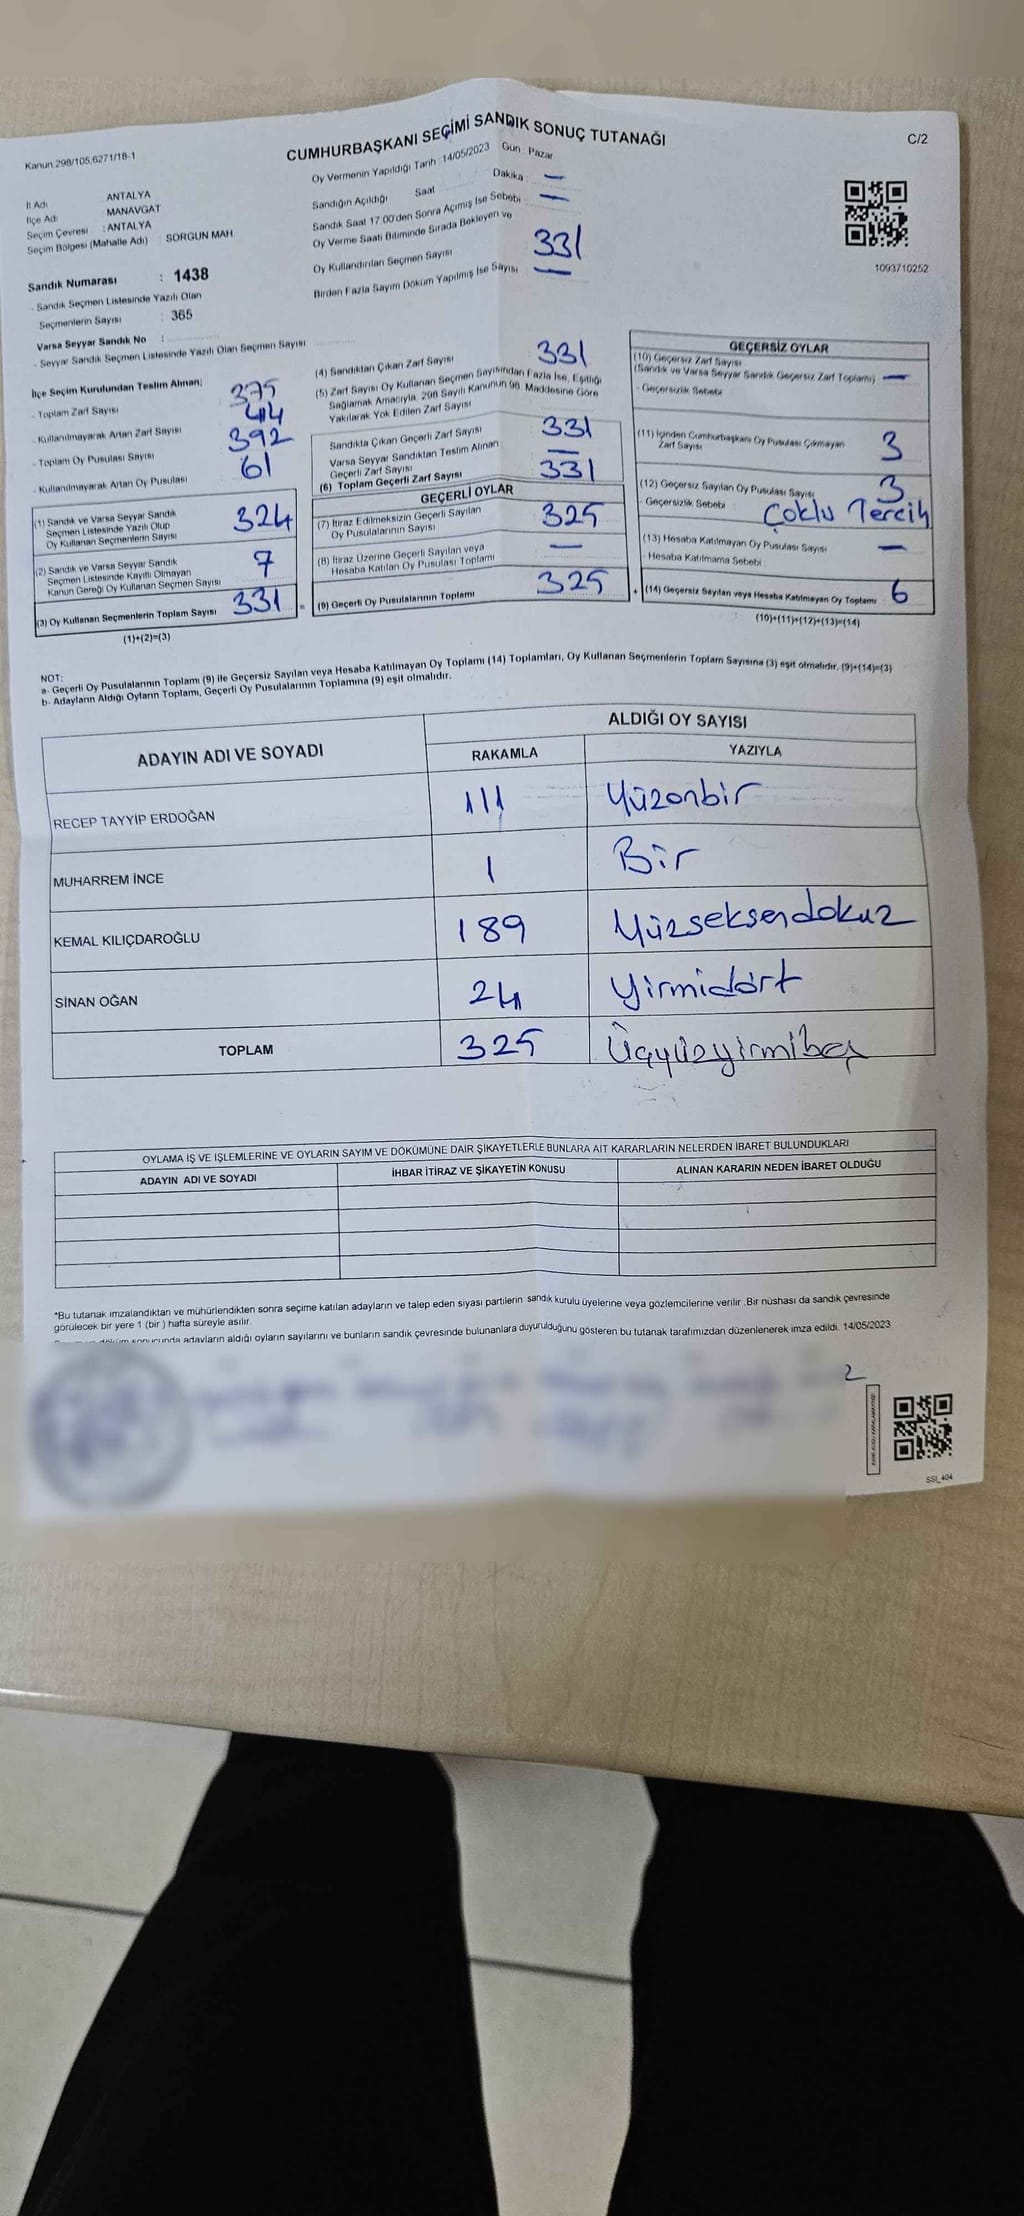 C/2
CUMHURBAŞKANI SEÇİMİ SANDIK SONUÇ TUTANAĞI
Kanun:298/105,6271/18-1
Oy Vermenin Yapıldığı Tarih :14/05/2023 Gün : Pazar
İl Adı : ANTALYA
İlçe Adı : MANAVGAT
Seçim Çevresi : ANTALYA
Seçim Bölgesi (Mahalle Adı) : SORGUN MAH.
Sandığın Açıldığı Saat Dakika : —
Sandık Saat 17:00'den Sonra Açımış İse Sebebi : —
Oy Verme Saati Bitiminde Sırada Bekleyen ve
Oy Kullandırılan Seçmen Sayısı 331
Birden Fazla Sayım Döküm Yapılmış İse Sayısı —
1093710252
Sandık Numarası : 1438
- Sandık Seçmen Listesinde Yazılı Olan
Seçmenlerin Sayısı : 365
Varsa Seyyar Sandık No :
- Seyyar Sandık Seçmen Listesinde Yazılı Olan Seçmen Sayısı
İlçe Seçim Kurulundan Teslim Alınan;
- Toplam Zarf Sayısı 375
- Kullanılmayarak Artan Zarf Sayısı 44
- Toplam Oy Pusulası Sayısı 392
- Kullanılmayarak Artan Oy Pusulası 61
(1) Sandık ve Varsa Seyyar Sandık
Seçmen Listesinde Yazılı Olup
Oy Kullanan Seçmenlerin Sayısı 324
(2) Sandık ve Varsa Seyyar Sandık
Seçmen Listesinde Kayıtlı Olmayan
Kanun Gereği Oy Kullanan Seçmen Sayısı 7
(3) Oy Kullanan Seçmenlerin Toplam Sayısı 331 =
(1)+(2)=(3)
(4) Sandıktan Çıkan Zarf Sayısı 331
(5) Zarf Sayısı Oy Kullanan Seçmen Sayısından Fazla İse, Eşitliği
Sağlamak Amacıyla, 298 Sayılı Kanunun 98. Maddesine Göre
Yakılarak Yok Edilen Zarf Sayısı
Sandıkta Çıkan Geçerli Zarf Sayısı 331
Varsa Seyyar Sandıktan Teslim Alınan
Geçerli Zarf Sayısı —
(6) Toplam Geçerli Zarf Sayısı 331
GEÇERLİ OYLAR
(7) İtiraz Edilmeksizin Geçerli Sayılan
Oy Pusulalarının Sayısı 325
(8) İtiraz Üzerine Geçerli Sayılan veya
Hesaba Katılan Oy Pusulası Toplamı —
(9) Geçerli Oy Pusulalarının Toplamı 325 +
GEÇERSİZ OYLAR
(10) Geçersiz Zarf Sayısı
(Sandık ve Varsa Seyyar Sandık Geçersiz Zarf Toplamı) —
- Geçersizlik Sebebi
(11) İçinden Cumhurbaşkanı Oy Pusulası Çıkmayan
Zarf Sayısı 3
(12) Geçersiz Sayılan Oy Pusulası Sayısı 3
- Geçersizlik Sebebi : Çoklu Tercih
(13) Hesaba Katılmayan Oy Pusulası Sayısı —
- Hesaba Katılmama Sebebi :
(14) Geçersiz Sayılan veya Hesaba Katılmayan Oy Toplamı : 6
(10)+(11)+(12)+(13)=(14)
NOT:
a- Geçerli Oy Pusulalarının Toplamı (9) ile Geçersiz Sayılan veya Hesaba Katılmayan Oy Toplamı (14) Toplamları, Oy Kullanan Seçmenlerin Toplam Sayısına (3) eşit olmalıdır. (9)+(14)=(3)
b- Adayların Aldığı Oyların Toplamı, Geçerli Oy Pusulalarının Toplamına (9) eşit olmalıdır.
ADAYIN ADI VE SOYADI
ALDIĞI OY SAYISI
RAKAMLA YAZIYLA
RECEP TAYYİP ERDOĞAN 111 Yüzonbir
MUHARREM İNCE 1 Bir
KEMAL KILIÇDAROĞLU 189 Yüzseksendokuz
SİNAN OĞAN 24 Yirmidört
TOPLAM 325 Üçyüzyirmibeş
OYLAMA İŞ VE İŞLEMLERİNE VE OYLARIN SAYIM VE DÖKÜMÜNE DAİR ŞİKAYETLERLE BUNLARA AİT KARARLARIN NELERDEN İBARET BULUNDUKLARI
ADAYIN ADI VE SOYADI İHBAR İTİRAZ VE ŞİKAYETİN KONUSU ALINAN KARARIN NEDEN İBARET OLDUĞU
*Bu tutanak imzalandıktan ve mühürlendikten sonra seçime katılan adayların ve talep eden siyasi partilerin sandık kurulu üyelerine veya gözlemcilerine verilir .Bir nüshası da sandık çevresinde
görülecek bir yere 1 (bir ) hafta süreyle asılır.
sonucunda adayların aldığı oyların sayılarını ve bunların sandık çevresinde bulunanlara duyurulduğunu gösteren bu tutanak tarafımızdan düzenlenerek imza edildi. 14/05/2023
2
SSI_404